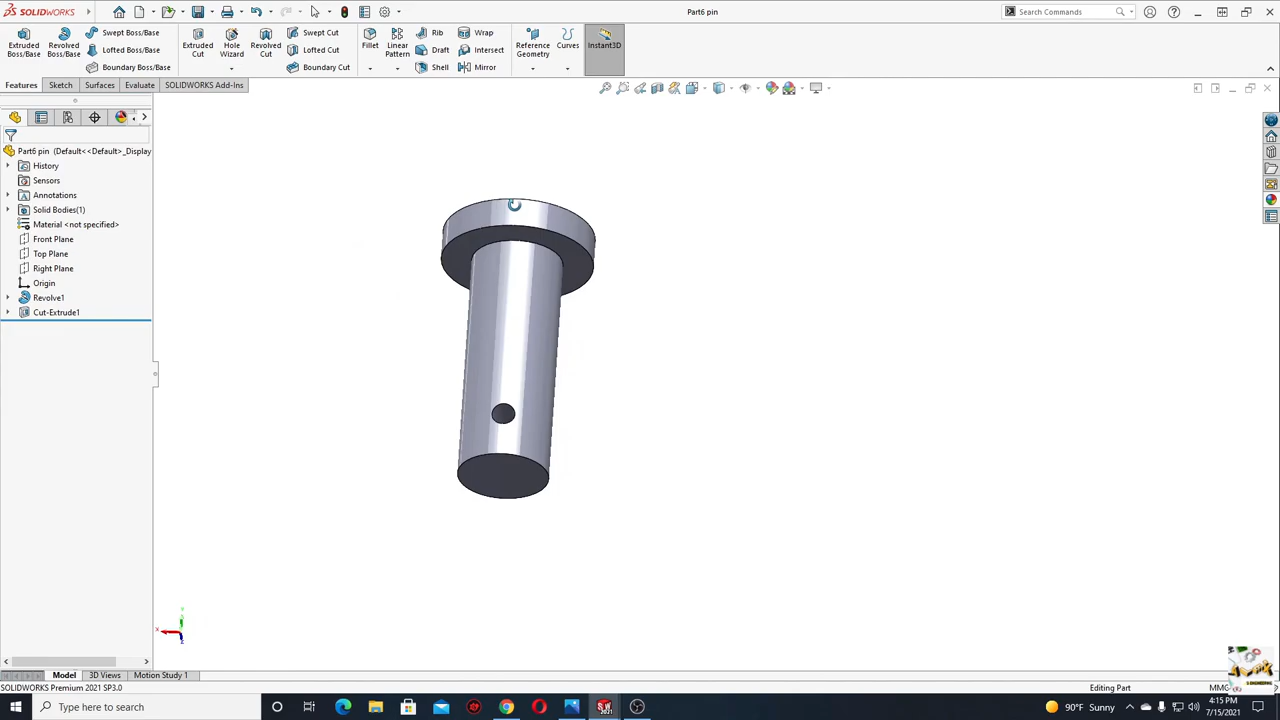 SOLIDWORKS
Part6 pin
Search Commands
Extruded Boss/Base
Revolved Boss/Base
Swept Boss/Base
Lofted Boss/Base
Boundary Boss/Base
Extruded Cut
Hole Wizard
Revolved Cut
Swept Cut
Lofted Cut
Boundary Cut
Fillet
Linear Pattern
Rib
Draft
Shell
Wrap
Intersect
Mirror
Reference Geometry
Curves
Instant3D
Features
Sketch
Surfaces
Evaluate
SOLIDWORKS Add-Ins
Part6 pin (Default<<Default>_Display
History
Sensors
Annotations
Solid Bodies(1)
Material <not specified>
Front Plane
Top Plane
Right Plane
Origin
Revolve1
Cut-Extrude1
Model
3D Views
Motion Study 1
SOLIDWORKS Premium 2021 SP3.0
Editing Part
Type here to search
90°F Sunny
4:15 PM
7/15/2021